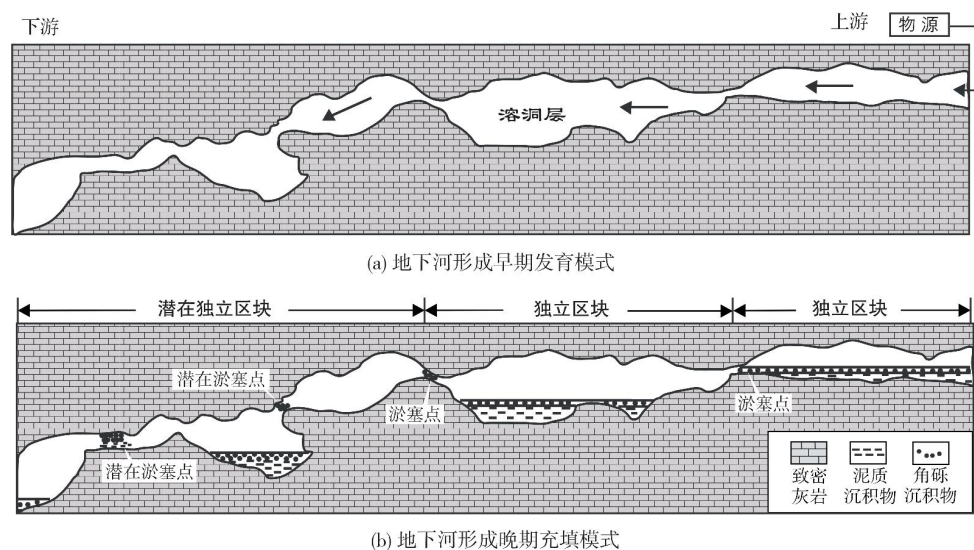 下游
上游
物源
溶洞层
(a) 地下河形成早期发育模式
潜在独立区块
独立区块
独立区块
潜在淤塞点
淤塞点
淤塞点
潜在淤塞点
致密
灰岩
泥质
沉积物
角砾
沉积物
(b) 地下河形成晚期充填模式